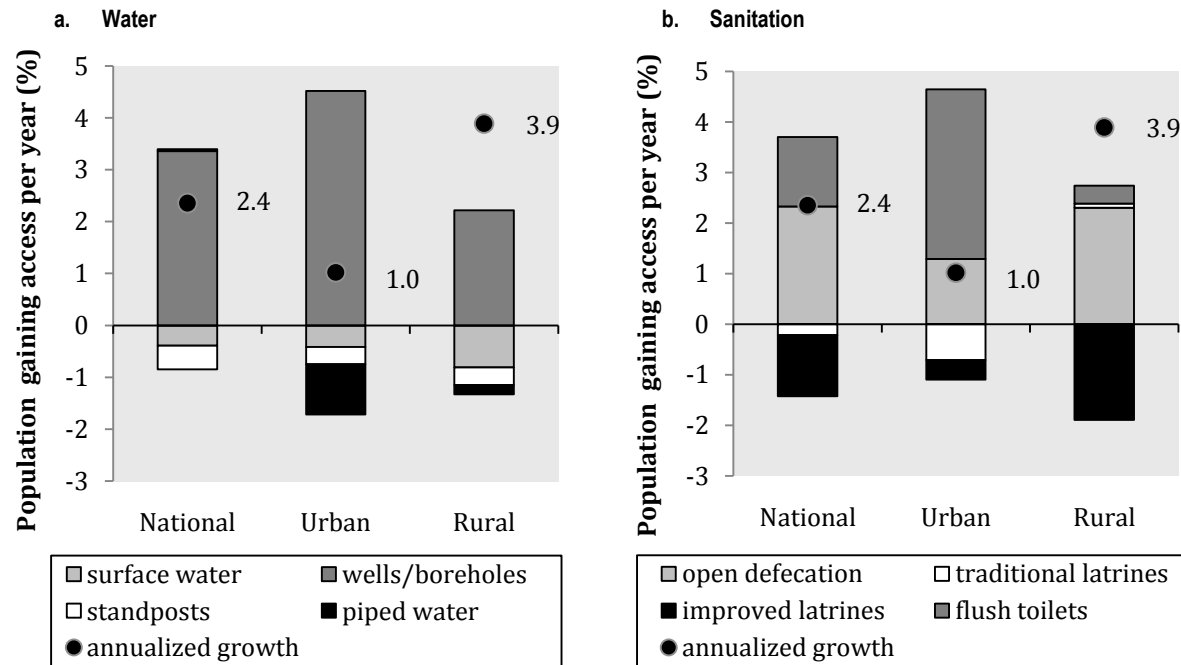 a. Water
Population gaining access per year (%)
5
4
3
2
1
0
-1
-2
-3
2.4
1.0
3.9
National Urban Rural
surface water wells/boreholes
standposts piped water
annualized growth
b. Sanitation
Population gaining access per year (%)
5
4
3
2
1
0
-1
-2
-3
2.4
1.0
3.9
National Urban Rural
open defecation traditional latrines
improved latrines flush toilets
annualized growth